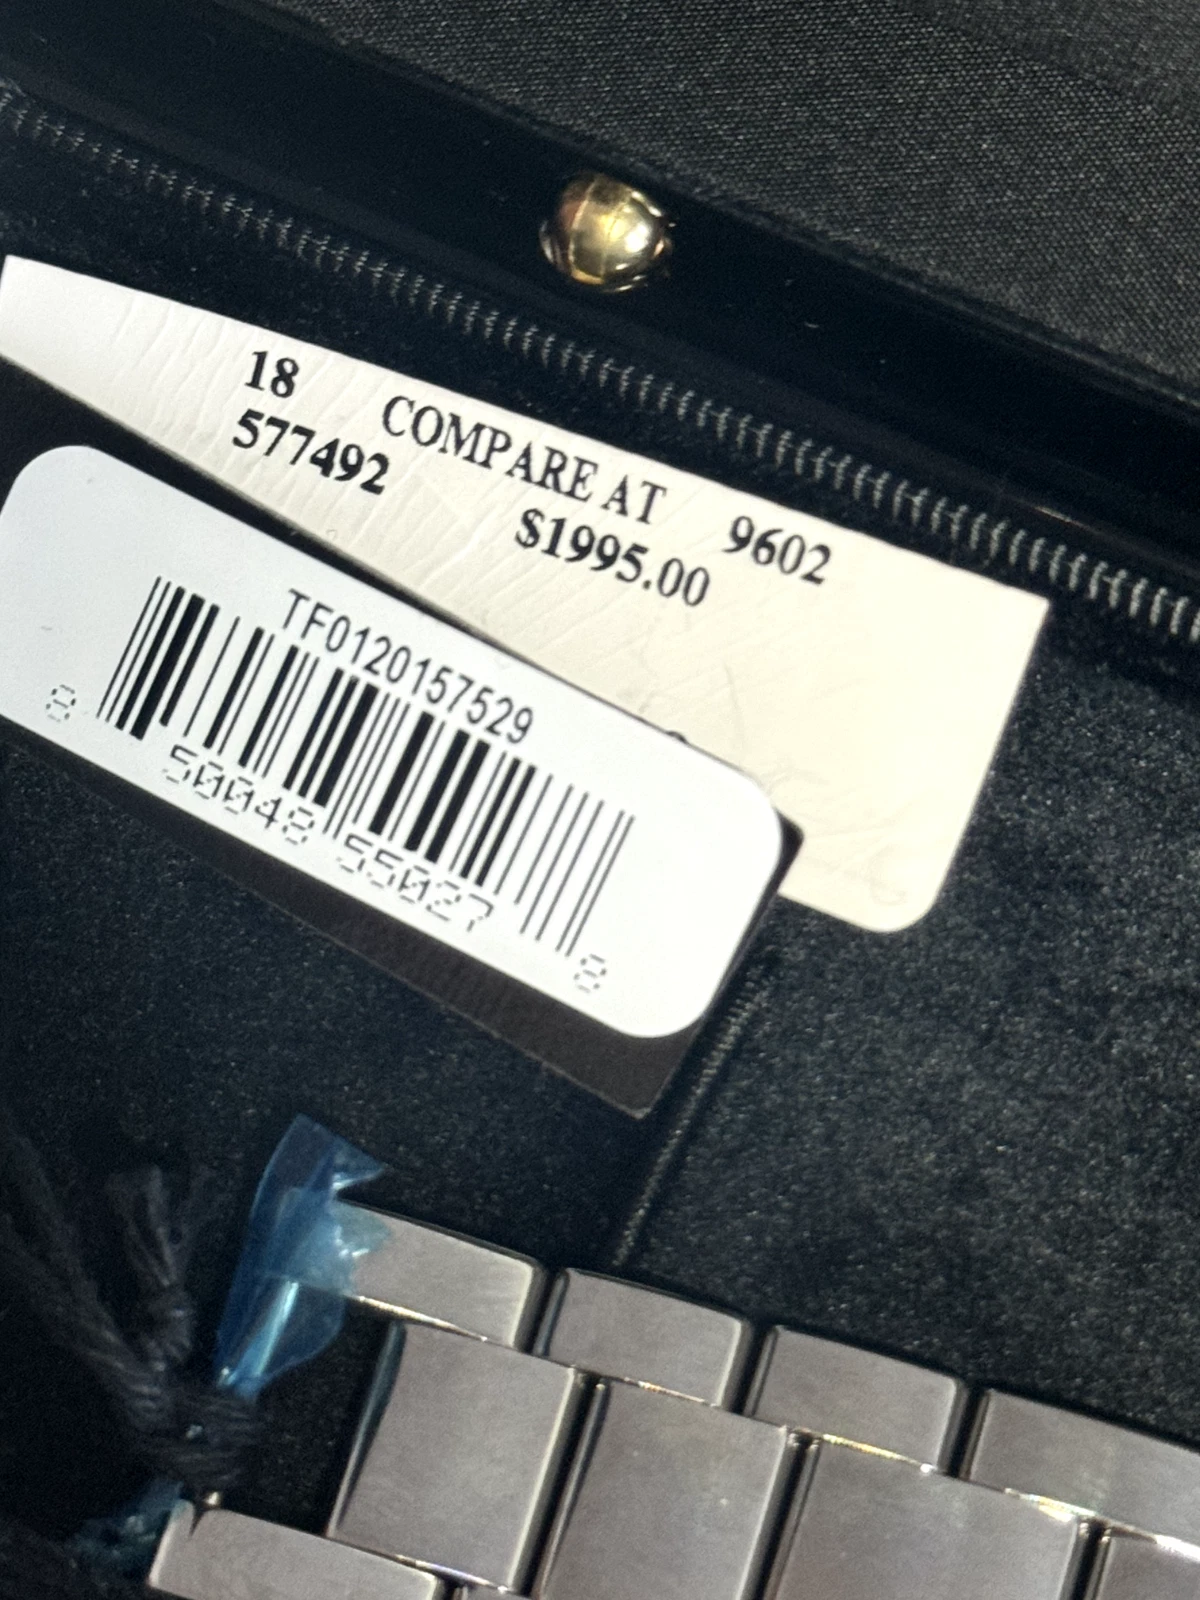 18 COMPARE AT 9602
577492 $1995.00
TF0120157529
8 50048 55027 8